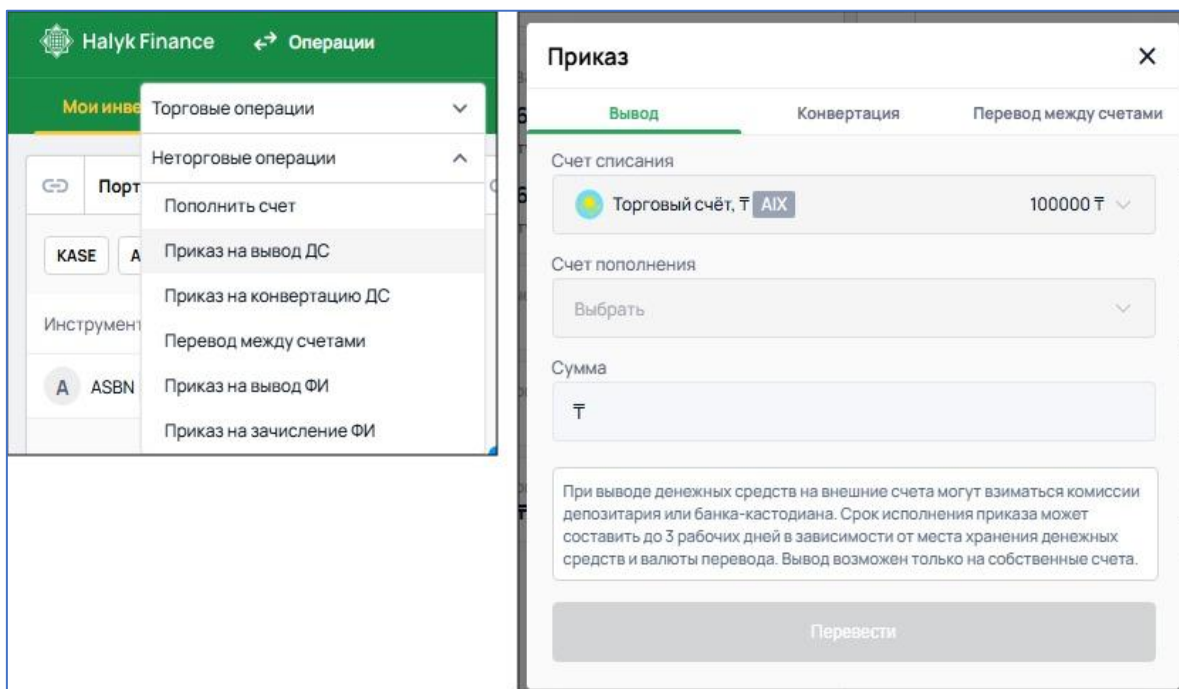 Halyk Finance
Операции
Мои инве
Торговые операции
Неторговые операции
Порт
Пополнить счет
KASE
A
Приказ на вывод ДС
Приказ на конвертацию ДС
Инструмент
Перевод между счетами
A
ASBN
Приказ на вывод ФИ
Приказ на зачисление ФИ
Приказ
Вывод
Конвертация
Перевод между счетами
Счет списания
Торговый счёт, ₸ AIX
100000 ₸
Счет пополнения
Выбрать
Сумма
₸
При выводе денежных средств на внешние счета могут взиматься комиссии
депозитария или банка-кастодиана. Срок исполнения приказа может
составить до 3 рабочих дней в зависимости от места хранения денежных
средств и валюты перевода. Вывод возможен только на собственные счета.
Перевести